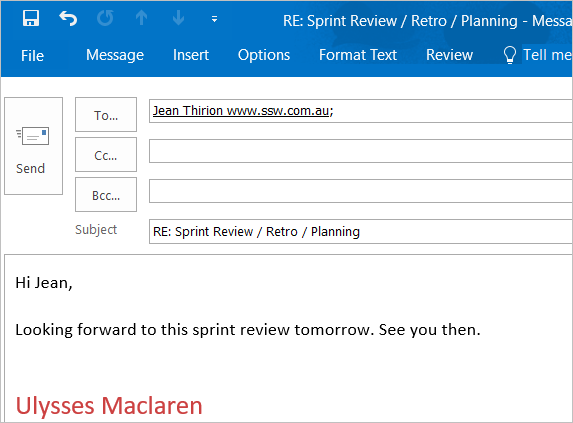 RE: Sprint Review / Retro / Planning - Messa
File Message Insert Options Format Text Review Tell me
To... Jean Thirion www.ssw.com.au;
Send
Cc...
Bcc...
Subject RE: Sprint Review / Retro / Planning
Hi Jean,
Looking forward to this sprint review tomorrow. See you then.
Ulysses Maclaren